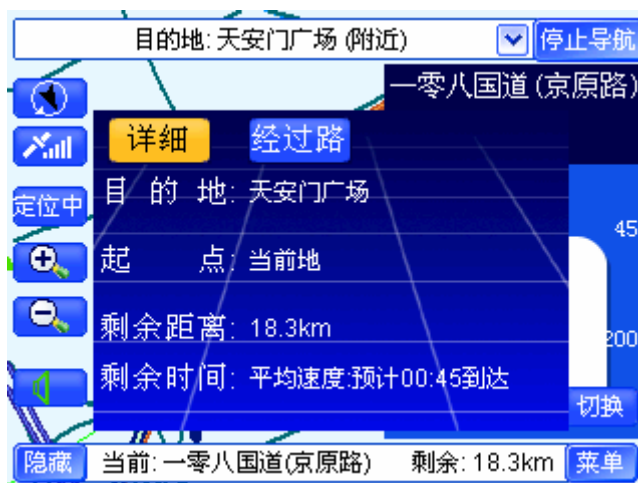 目的地: 天安门广场 (附近)
停止导航
一零八国道 (京原路)
详细
经过路
定位中
目的地: 天安门广场
45
起点: 当前地
剩余距离: 18.3km
200
剩余时间: 平均速度:预计00:45到达
切换
隐藏
当前: 一零八国道(京原路)
剩余: 18.3km
菜单